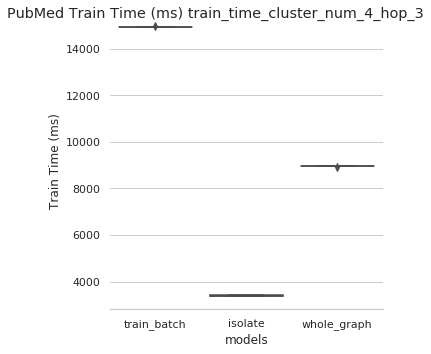 PubMed Train Time (ms) train_time_cluster_num_4_hop_3
14000
12000
10000
8000
6000
4000
Train Time (ms)
train_batch isolate whole_graph
models